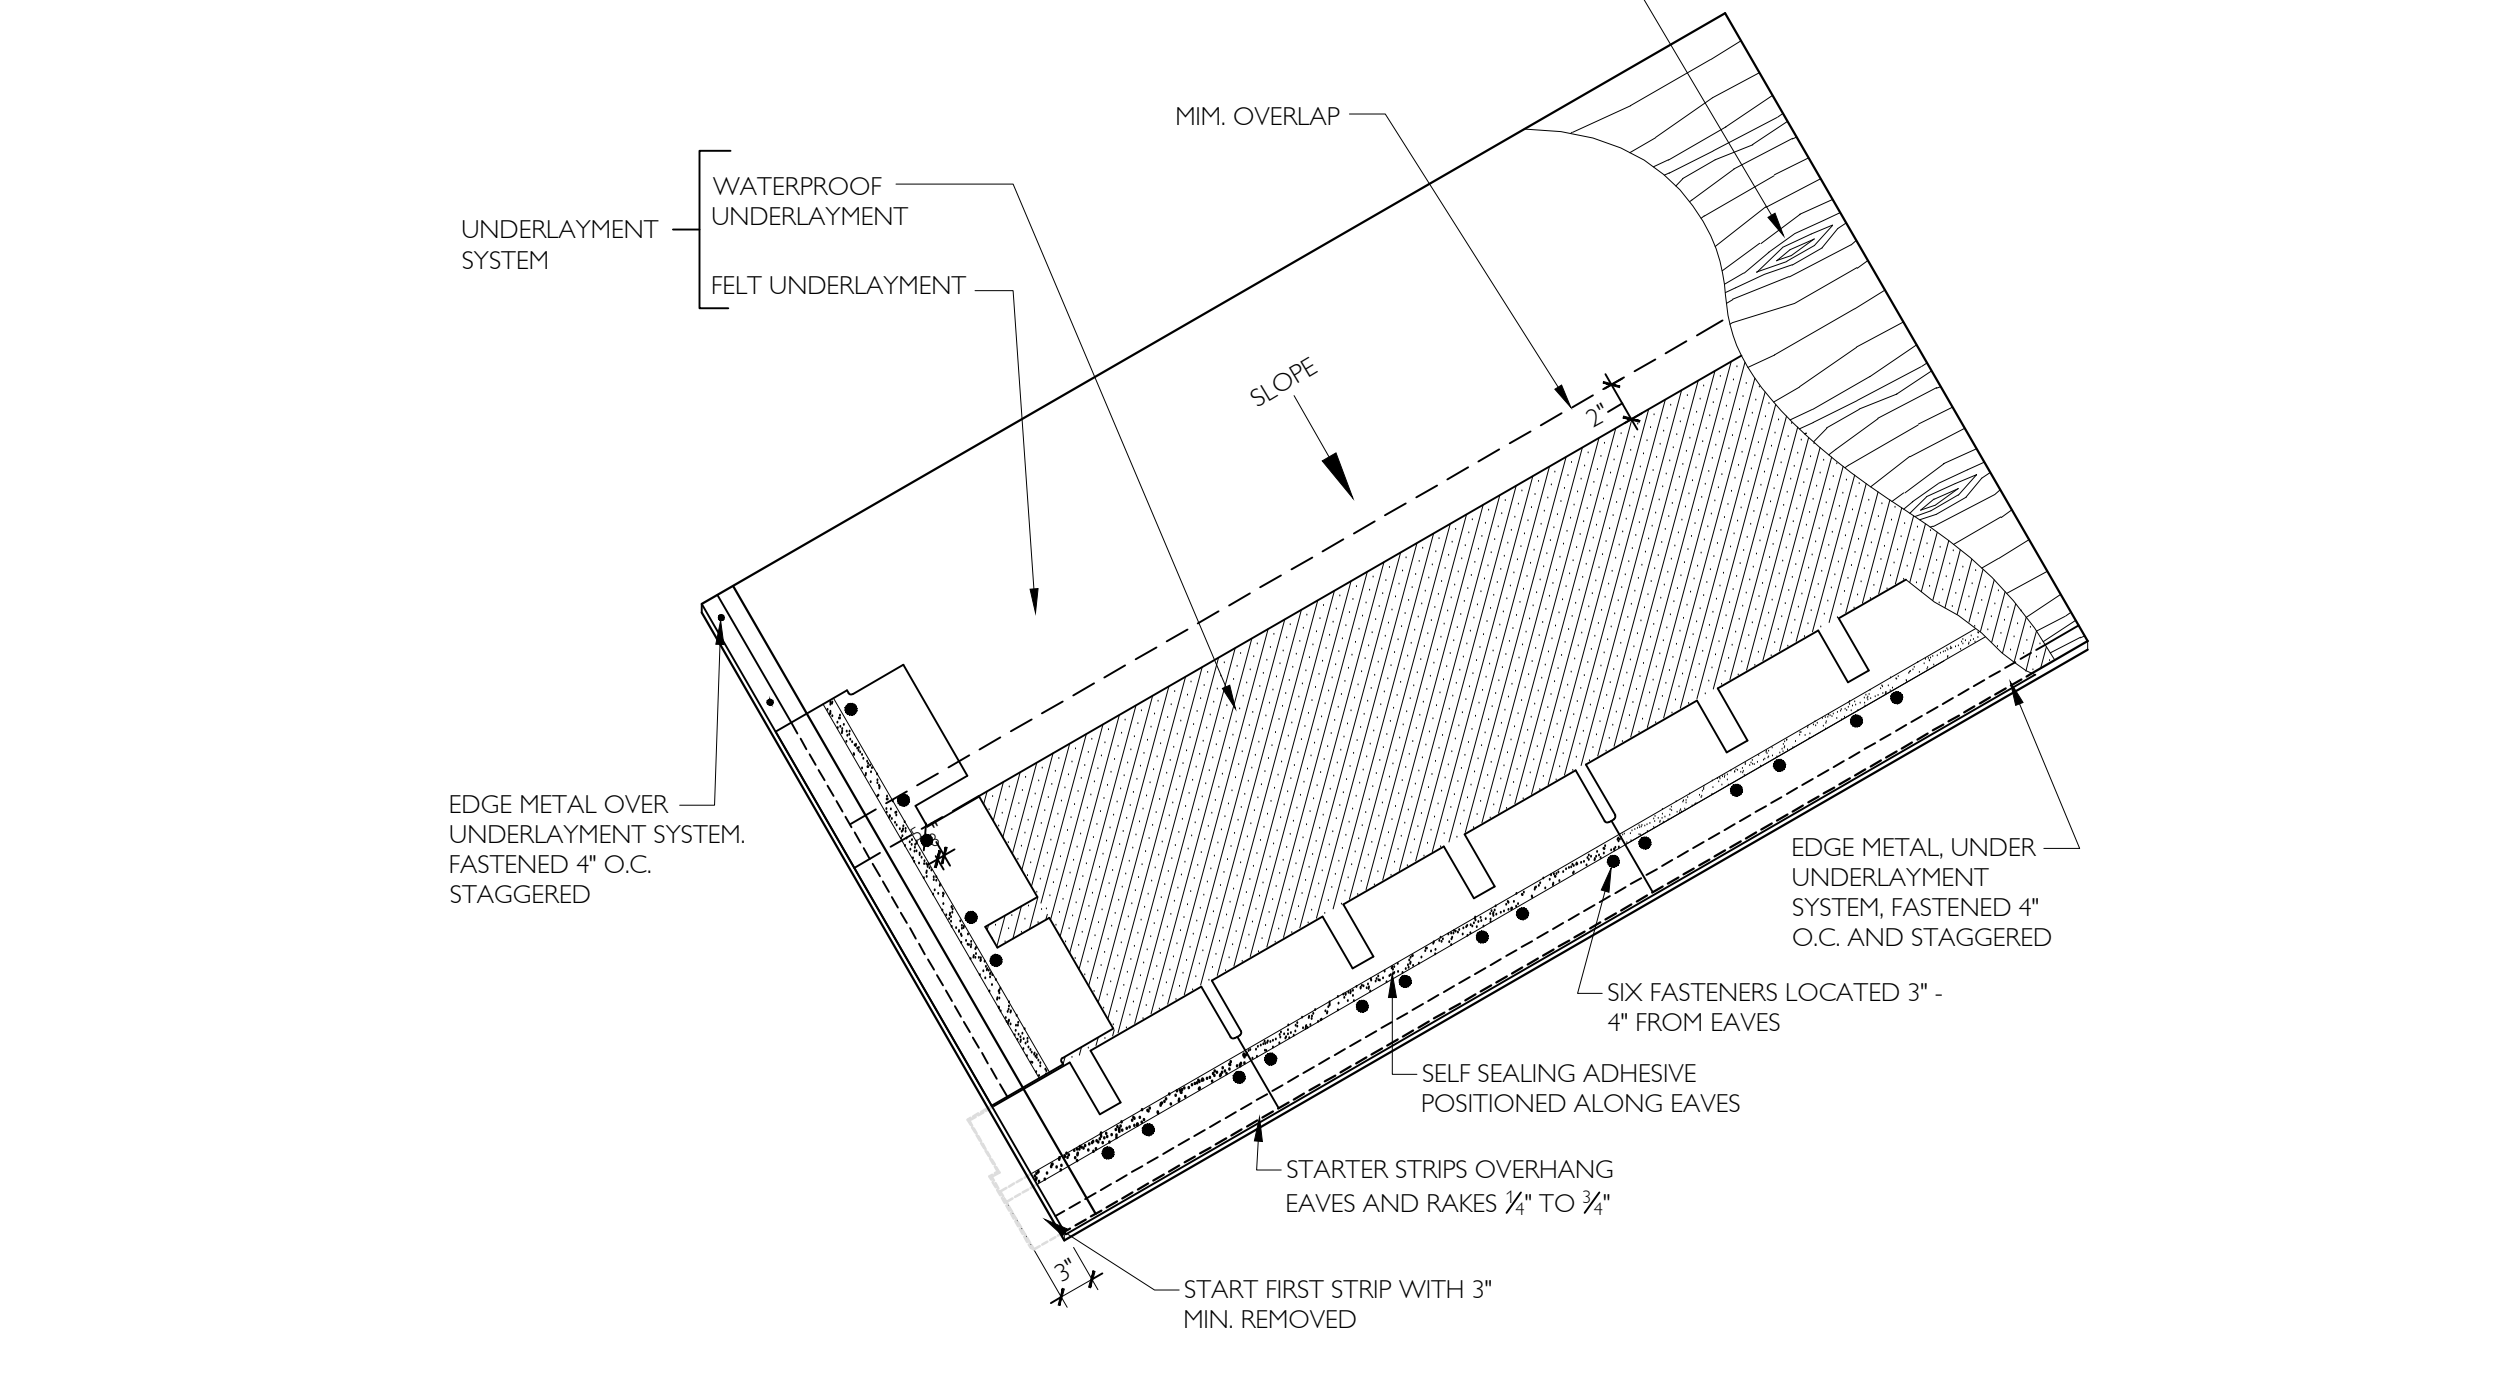 MIM. OVERLAP
WATERPROOF
UNDERLAYMENT
UNDERLAYMENT
SYSTEM
FELT UNDERLAYMENT
SLOPE
2"
EDGE METAL OVER
UNDERLAYMENT SYSTEM.
FASTENED 4" O.C.
STAGGERED
EDGE METAL, UNDER
UNDERLAYMENT
SYSTEM, FASTENED 4"
O.C. AND STAGGERED
SIX FASTENERS LOCATED 3" -
4" FROM EAVES
SELF SEALING ADHESIVE
POSITIONED ALONG EAVES
STARTER STRIPS OVERHANG
EAVES AND RAKES 1/4" TO 3/4"
3"
START FIRST STRIP WITH 3"
MIN. REMOVED